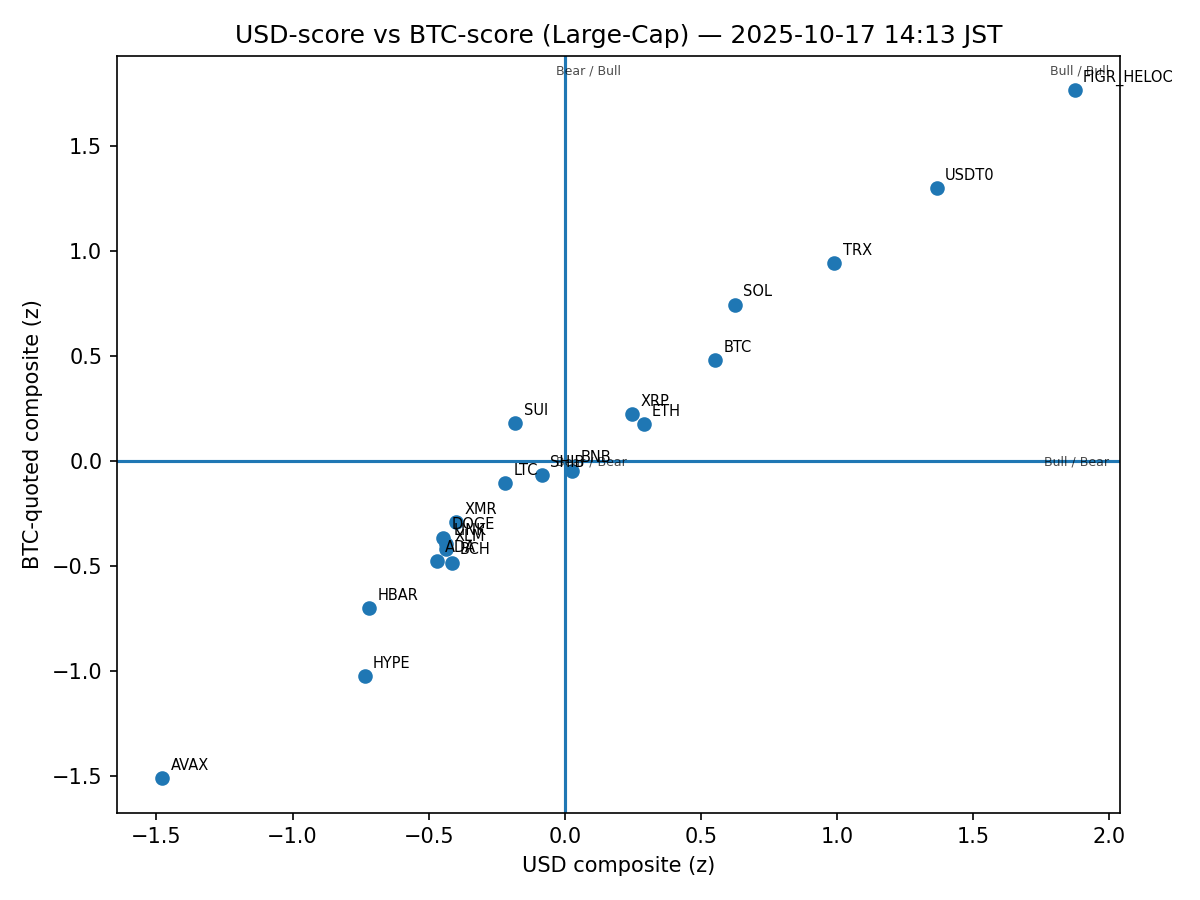 USD-score vs BTC-score (Large-Cap) — 2025-10-17 14:13 JST
Bear / Bull
Bull / Bull
FIGR_HELOC
USDT0
TRX
SOL
BTC
XRP
ETH
SUI
BNB
SHIB
Bear / Bear
Bull / Bear
LTC
XMR
DOGE
LINK
XLM
ADA
BCH
HBAR
HYPE
AVAX
1.5
1.0
0.5
0.0
−0.5
−1.0
−1.5
BTC-quoted composite (z)
−1.5
−1.0
−0.5
0.0
0.5
1.0
1.5
2.0
USD composite (z)